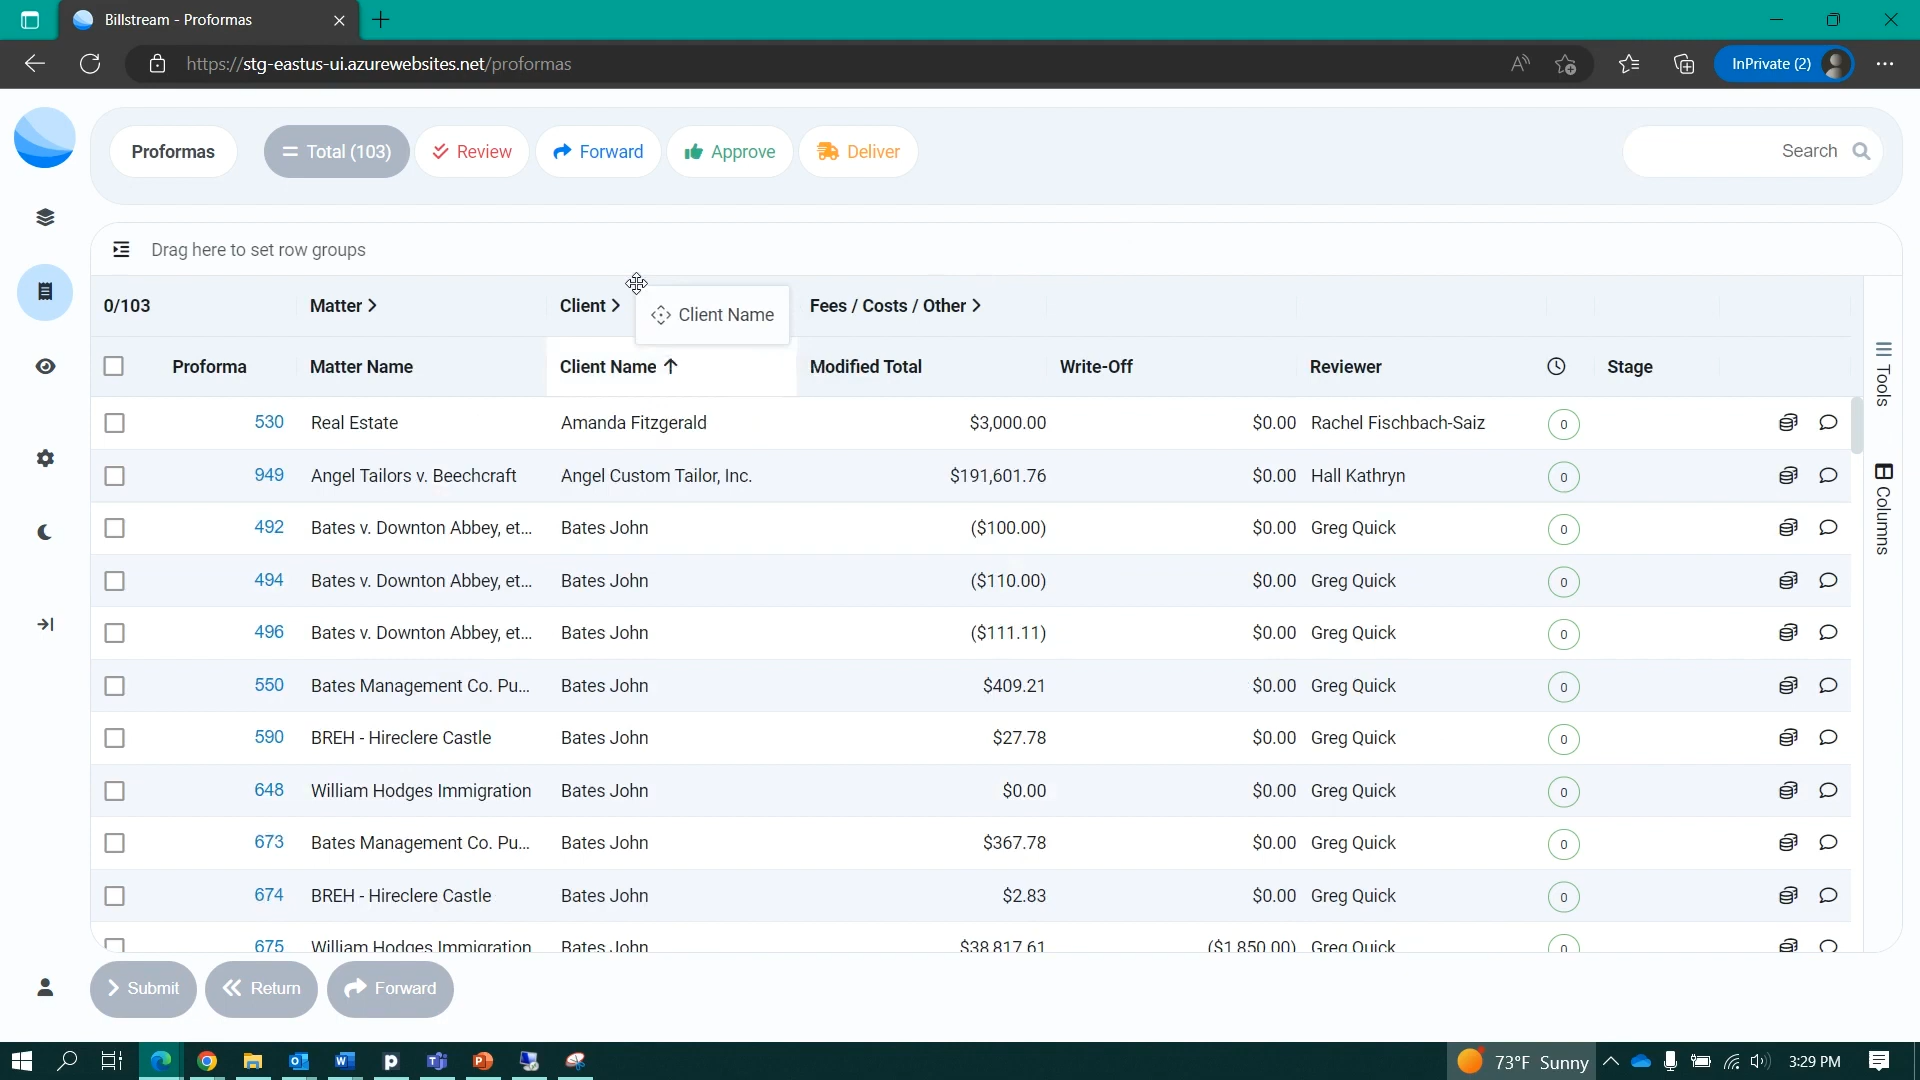 Billstream - Proformas
https://stg-eastus-ui.azurewebsites.net/proformas
InPrivate (2)
Proformas
Total (103)
Review
Forward
Approve
Deliver
Search
Drag here to set row groups
0/103 Matter Client Fees / Costs / Other
Client Name
Proforma Matter Name Client Name Modified Total Write-Off Reviewer Stage
530 Real Estate Amanda Fitzgerald $3,000.00 $0.00 Rachel Fischbach-Saiz 0
949 Angel Tailors v. Beechcraft Angel Custom Tailor, Inc. $191,601.76 $0.00 Hall Kathryn 0
492 Bates v. Downton Abbey, et... Bates John ($100.00) $0.00 Greg Quick 0
494 Bates v. Downton Abbey, et... Bates John ($110.00) $0.00 Greg Quick 0
496 Bates v. Downton Abbey, et... Bates John ($111.11) $0.00 Greg Quick 0
550 Bates Management Co. Pu... Bates John $409.21 $0.00 Greg Quick 0
590 BREH - Hireclere Castle Bates John $27.78 $0.00 Greg Quick 0
648 William Hodges Immigration Bates John $0.00 $0.00 Greg Quick 0
673 Bates Management Co. Pu... Bates John $367.78 $0.00 Greg Quick 0
674 BREH - Hireclere Castle Bates John $2.83 $0.00 Greg Quick 0
675 William Hodges Immigration Bates John $38,817.61 ($1,850.00) Greg Quick 0
Tools
Columns
Submit
Return
Forward
73°F Sunny
3:29 PM